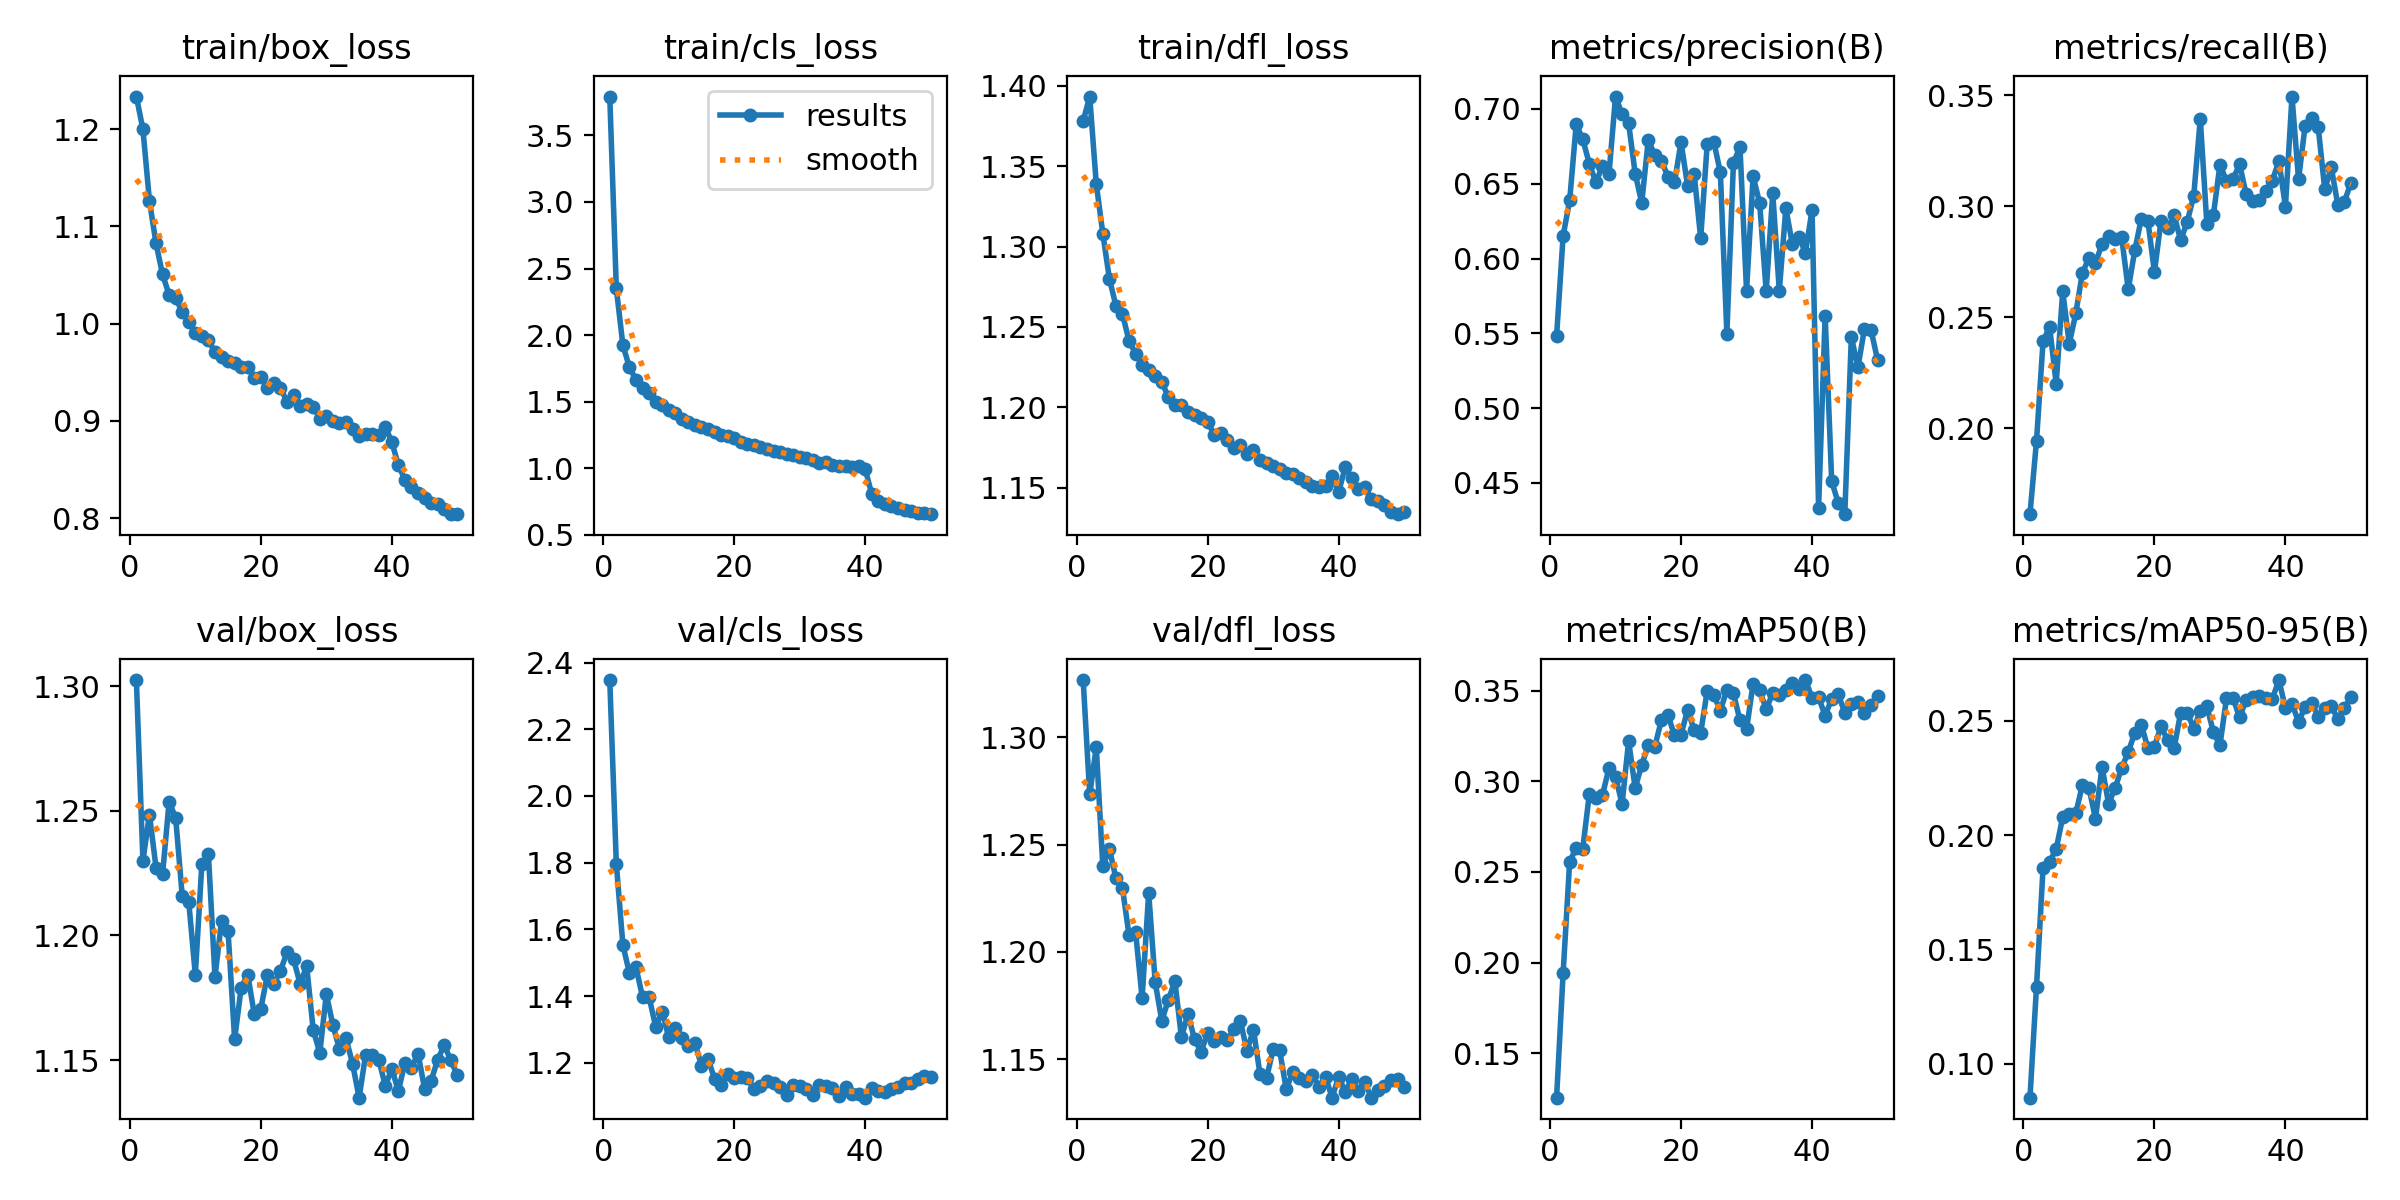 train/box_loss
1.2
1.1
1.0
0.9
0.8
0 20 40
train/cls_loss
results
smooth
3.5
3.0
2.5
2.0
1.5
1.0
0.5
0 20 40
train/dfl_loss
1.40
1.35
1.30
1.25
1.20
1.15
0 20 40
metrics/precision(B)
0.70
0.65
0.60
0.55
0.50
0.45
0 20 40
metrics/recall(B)
0.35
0.30
0.25
0.20
0 20 40
val/box_loss
1.30
1.25
1.20
1.15
0 20 40
val/cls_loss
2.4
2.2
2.0
1.8
1.6
1.4
1.2
0 20 40
val/dfl_loss
1.30
1.25
1.20
1.15
0 20 40
metrics/mAP50(B)
0.35
0.30
0.25
0.20
0.15
0 20 40
metrics/mAP50-95(B)
0.25
0.20
0.15
0.10
0 20 40